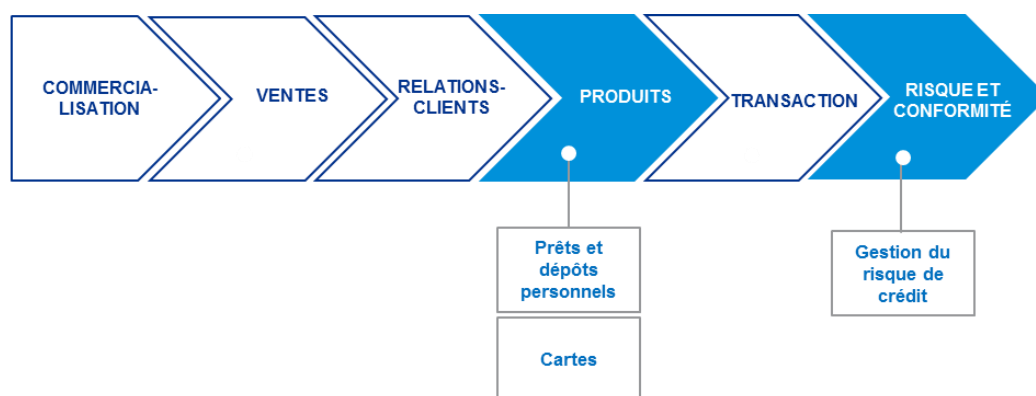 COMMERCIA-
LISATION
VENTES
RELATIONS-
CLIENTS
PRODUITS
TRANSACTION
RISQUE ET
CONFORMITÉ
Prêts et
dépôts
personnels
Cartes
Gestion du
risque de
crédit